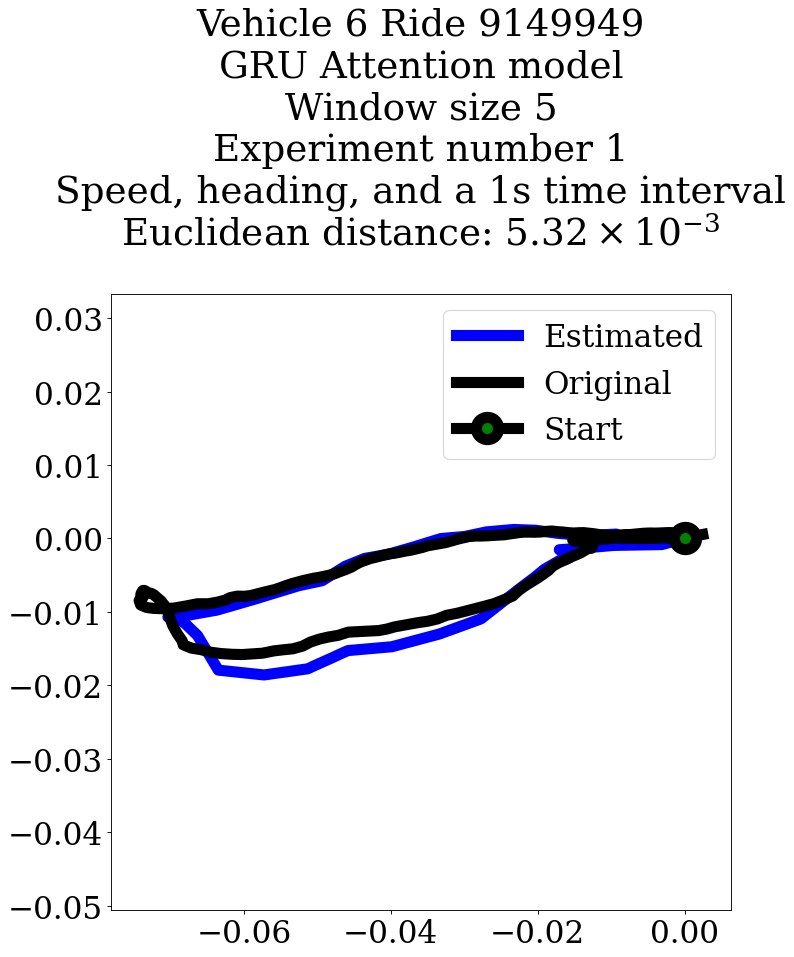 Vehicle 6 Ride 9149949
GRU Attention model
Window size 5
Experiment number 1
Speed, heading, and a 1s time interval
Euclidean distance: 5.32 × 10⁻³
Estimated
Original
Start
0.03
0.02
0.01
0.00
−0.01
−0.02
−0.03
−0.04
−0.05
−0.06 −0.04 −0.02 0.00